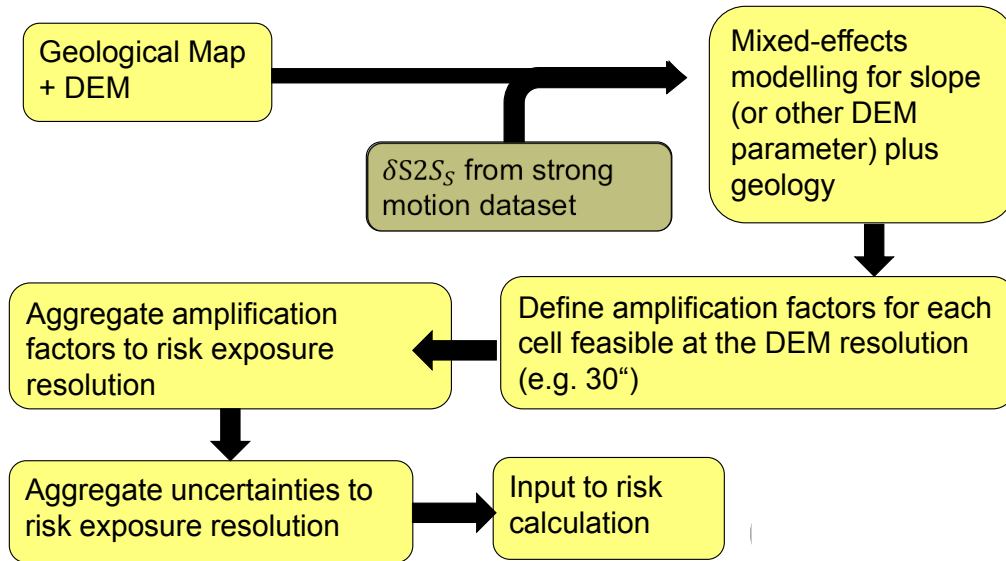 Geological Map
+ DEM
Mixed-effects
modelling for slope
(or other DEM
parameter) plus
geology
δS2S_S from strong
motion dataset
Define amplification factors for each
cell feasible at the DEM resolution
(e.g. 30“)
Aggregate amplification
factors to risk exposure
resolution
Aggregate uncertainties to
risk exposure resolution
Input to risk
calculation